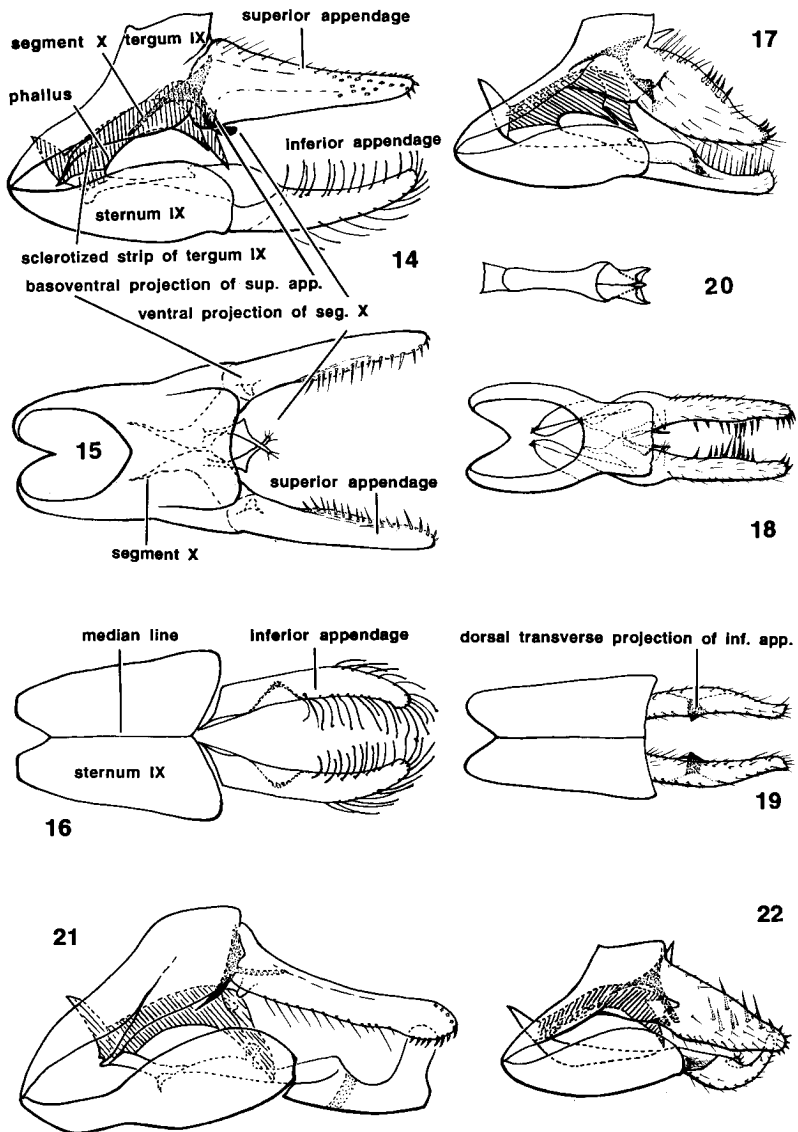 superior appendage
segment X
tergum IX
17
phallus
inferior appendage
sternum IX
sclerotized strip of tergum IX
14
basoventral projection of sup. app.
20
ventral projection of seg. X
15
superior appendage
18
segment X
median line
inferior appendage
dorsal transverse projection of inf. app.
sternum IX
19
16
22
21